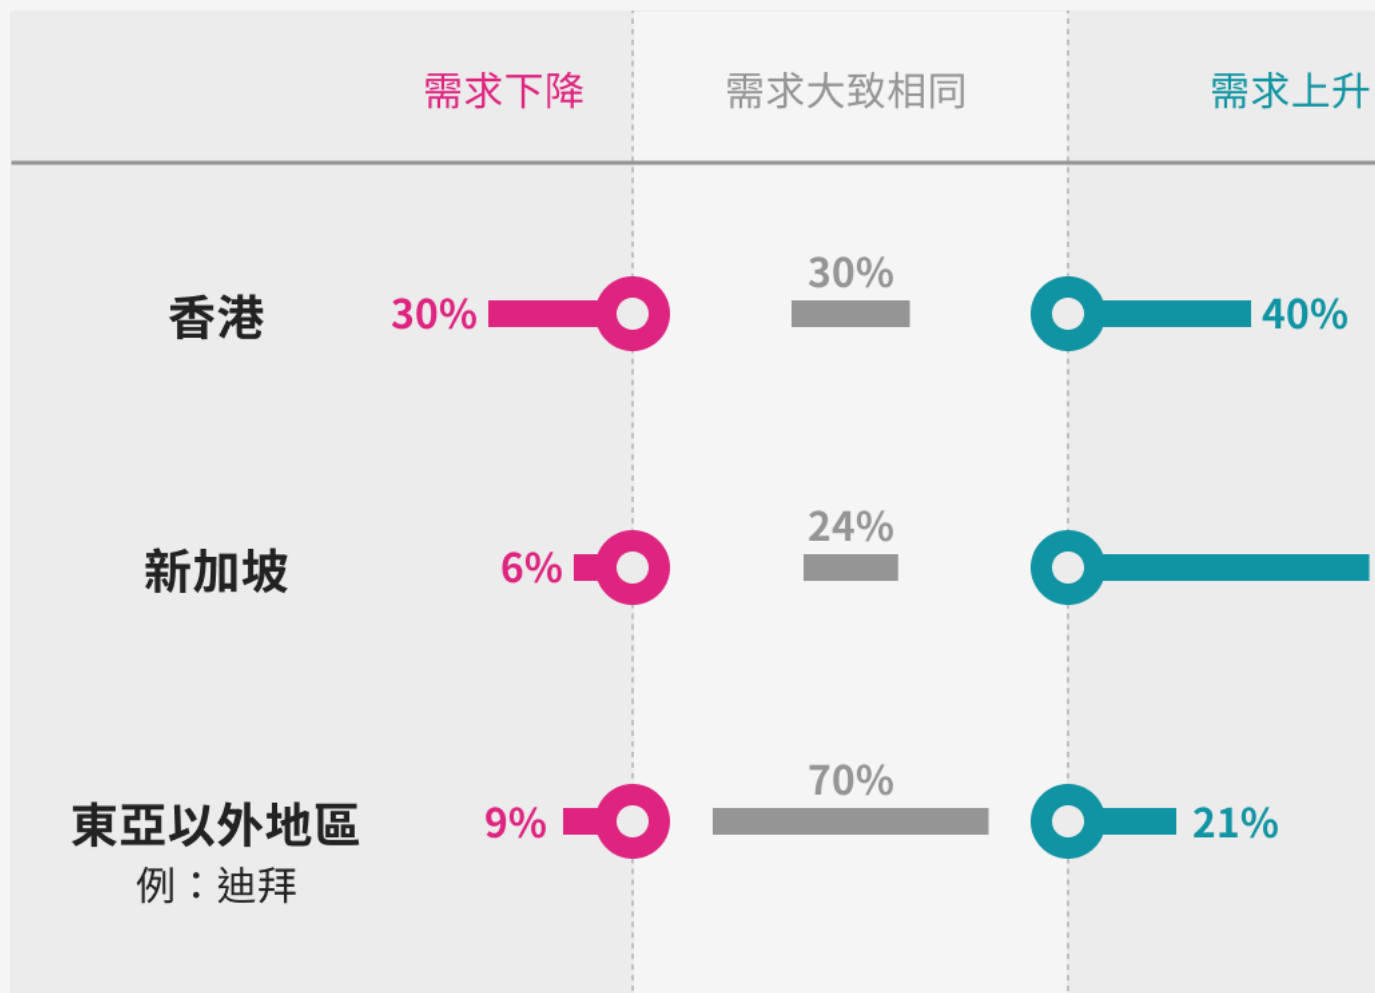 需求下降 需求大致相同 需求上升
30%
香港 30% 40%
24%
新加坡 6%
70%
東亞以外地區 9% 21%
例：迪拜